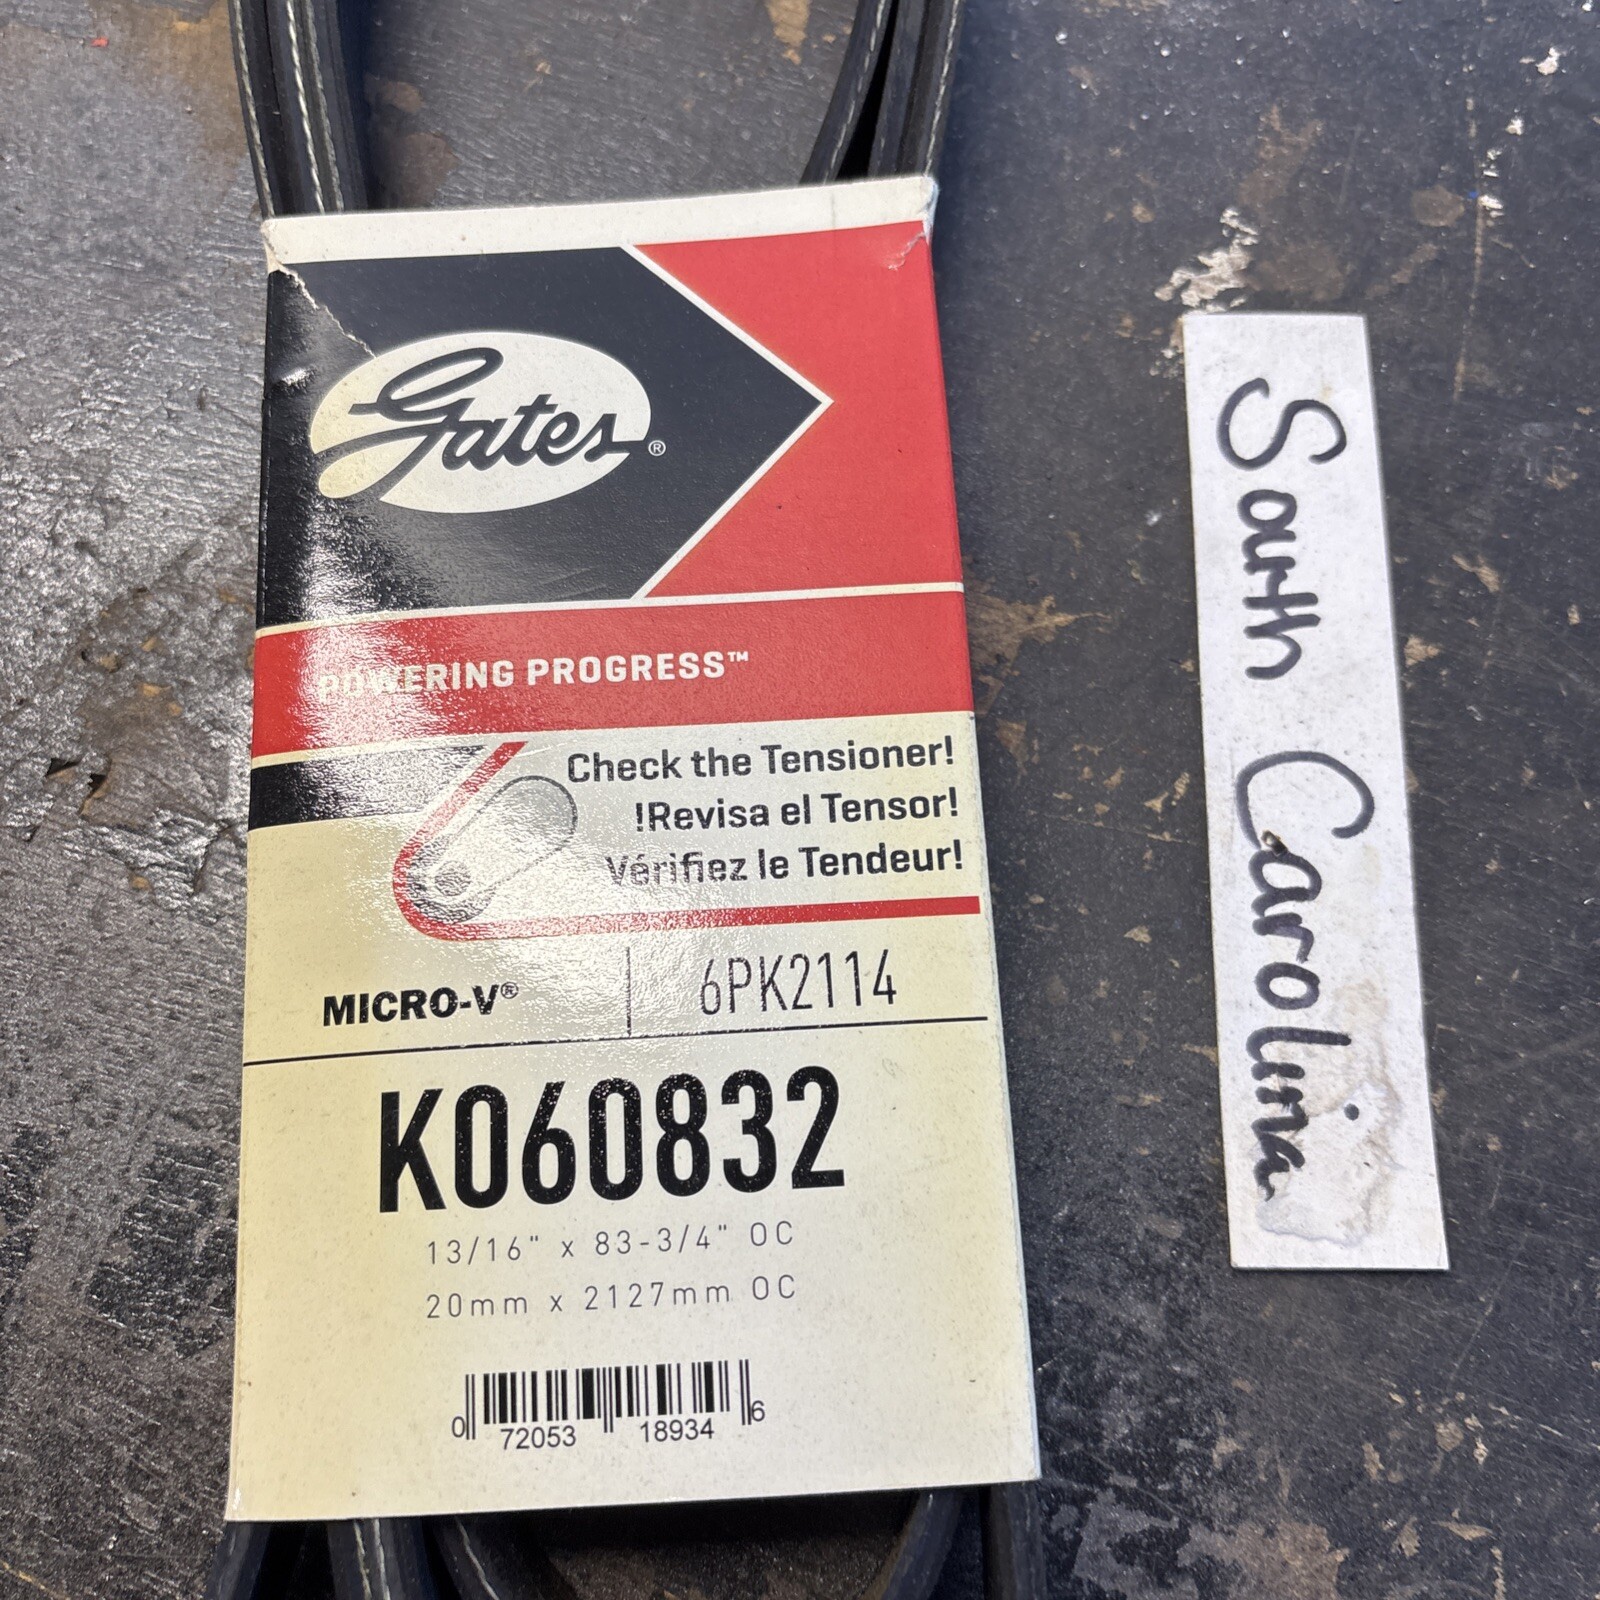 Gates®
POWERING PROGRESS™
Check the Tensioner!
!Revisa el Tensor!
Vérifiez le Tendeur!
MICRO-V® 6PK2114
K060832
13/16" x 83-3/4" OC
20mm x 2127mm OC
0 72053 18934 6
South Carolina